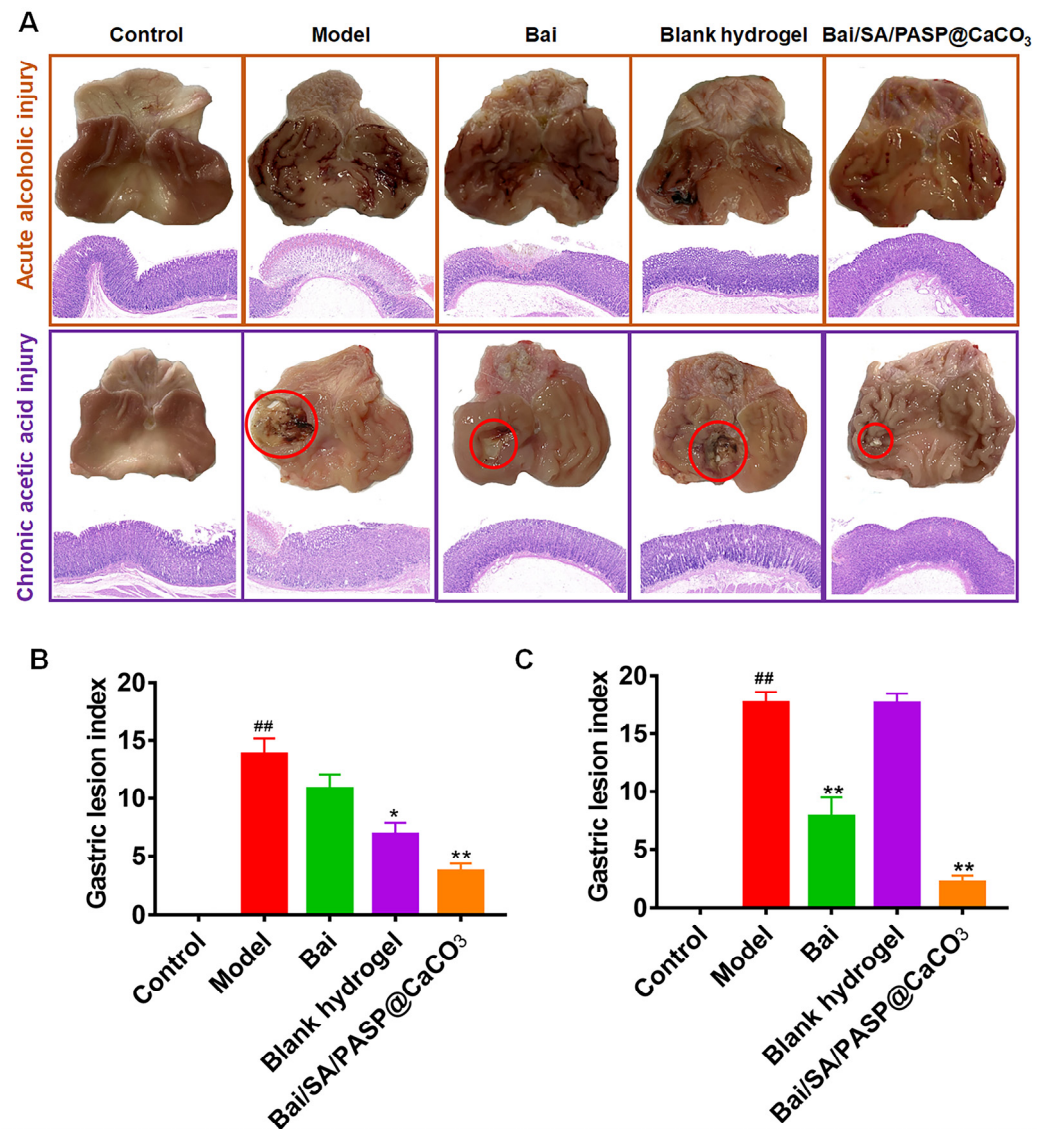 A
Control Model Bai Blank hydrogel Bai/SA/PASP@CaCO₃
Acute alcoholic injury
Chronic acetic acid injury
B
Gastric lesion index
20
15
10
5
0
##
*
**
Control
Model
Bai
Blank hydrogel
Bai/SA/PASP@CaCO3
C
Gastric lesion index
20
15
10
5
0
##
**
**
Control
Model
Bai
Blank hydrogel
Bai/SA/PASP@CaCO3